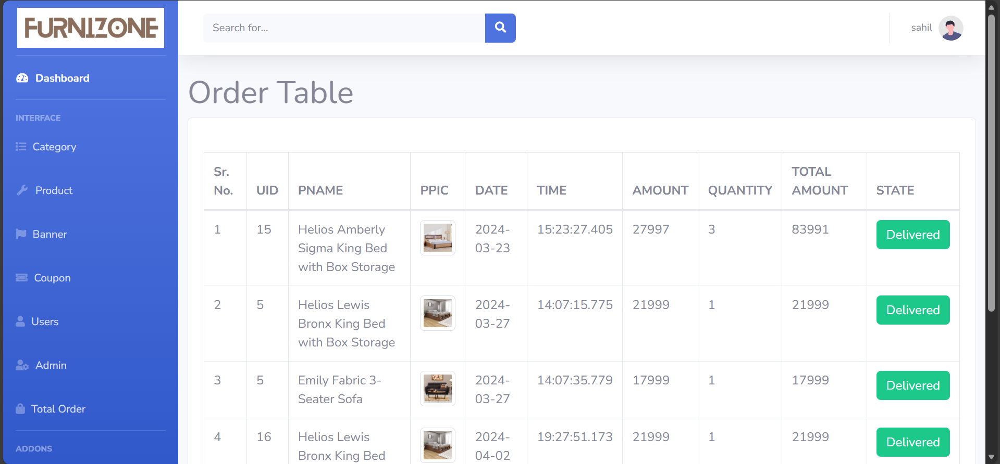 FURNIZONE
Search for...
sahil
Dashboard
INTERFACE
Category
Product
Banner
Coupon
Users
Admin
Total Order
ADDONS
Order Table
Sr. No. UID PNAME PPIC DATE TIME AMOUNT QUANTITY TOTAL AMOUNT STATE
1 15 Helios Amberly 2024- 15:23:27.405 27997 3 83991 Delivered
Sigma King Bed 03-23
with Box Storage
2 5 Helios Lewis 2024- 14:07:15.775 21999 1 21999 Delivered
Bronx King Bed 03-27
with Box Storage
3 5 Emily Fabric 3- 2024- 14:07:35.779 17999 1 17999 Delivered
Seater Sofa 03-27
4 16 Helios Lewis 2024- 19:27:51.173 21999 1 21999 Delivered
Bronx King Bed 04-02